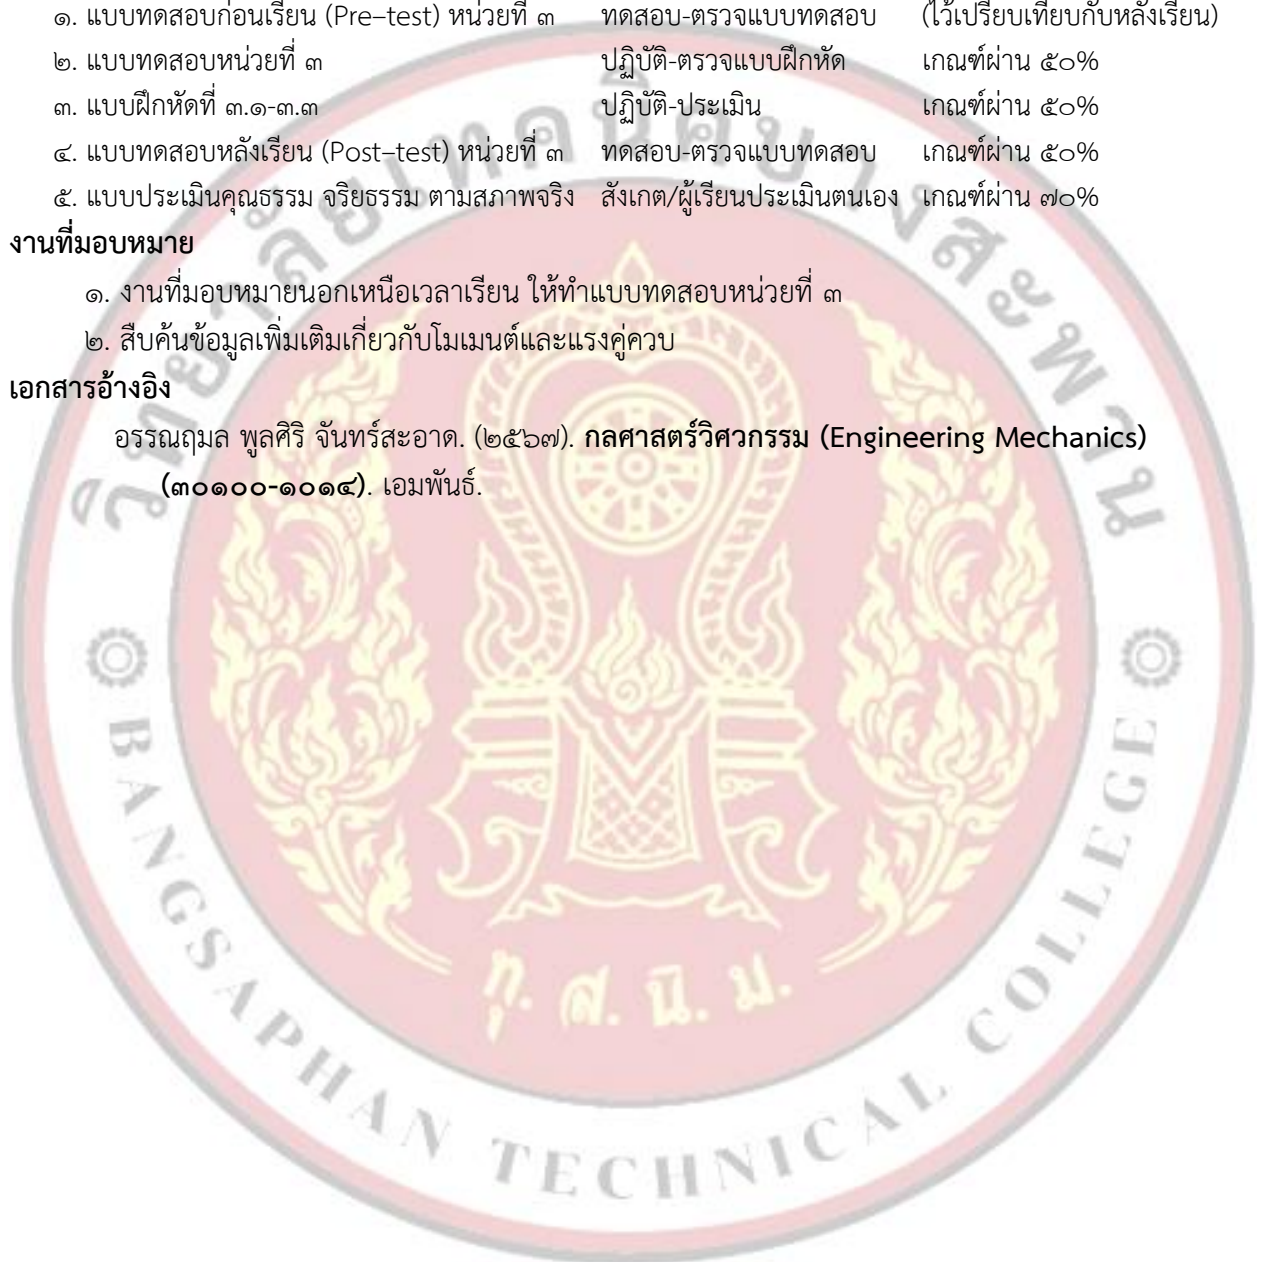 ๑. แบบทดสอบก่อนเรียน (Pre–test) หน่วยที่ ๓ ทดสอบ-ตรวจแบบทดสอบ (ไว้เปรียบเทียบกับหลังเรียน)
๒. แบบทดสอบหน่วยที่ ๓ ปฏิบัติ-ตรวจแบบฝึกหัด เกณฑ์ผ่าน ๕๐%
๓. แบบฝึกหัดที่ ๓.๑-๓.๓ ปฏิบัติ-ประเมิน เกณฑ์ผ่าน ๕๐%
๔. แบบทดสอบหลังเรียน (Post–test) หน่วยที่ ๓ ทดสอบ-ตรวจแบบทดสอบ เกณฑ์ผ่าน ๕๐%
๕. แบบประเมินคุณธรรม จริยธรรม ตามสภาพจริง สังเกต/ผู้เรียนประเมินตนเอง เกณฑ์ผ่าน ๗๐%
งานที่มอบหมาย
๑. งานที่มอบหมายนอกเหนือเวลาเรียน ให้ทำแบบทดสอบหน่วยที่ ๓
๒. สืบค้นข้อมูลเพิ่มเติมเกี่ยวกับโมเมนต์และแรงคู่ควบ
เอกสารอ้างอิง
อรรณฤมล พูลศิริ จันทร์สะอาด. (๒๕๖๗). กลศาสตร์วิศวกรรม (Engineering Mechanics)
(๓๐๑๐๐-๑๐๑๔). เอมพันธ์.
วิทยาลัยเทคนิคบางสะพาน
ทุ. ส. นิ. ม.
BANGSAPHAN TECHNICAL COLLEGE